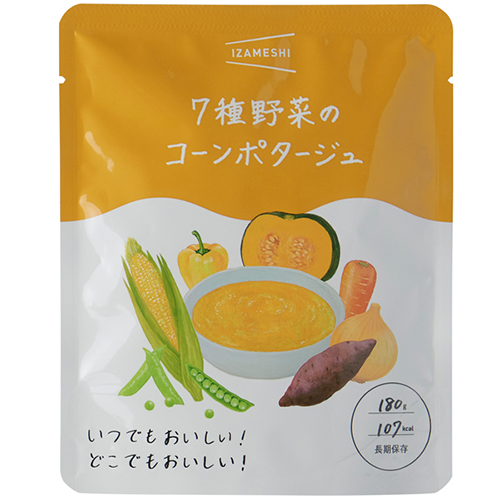 IZAMESHI
7種野菜の
コーンポタージュ
いつでもおいしい!
どこでもおいしい!
180g
107kcal
長期保存